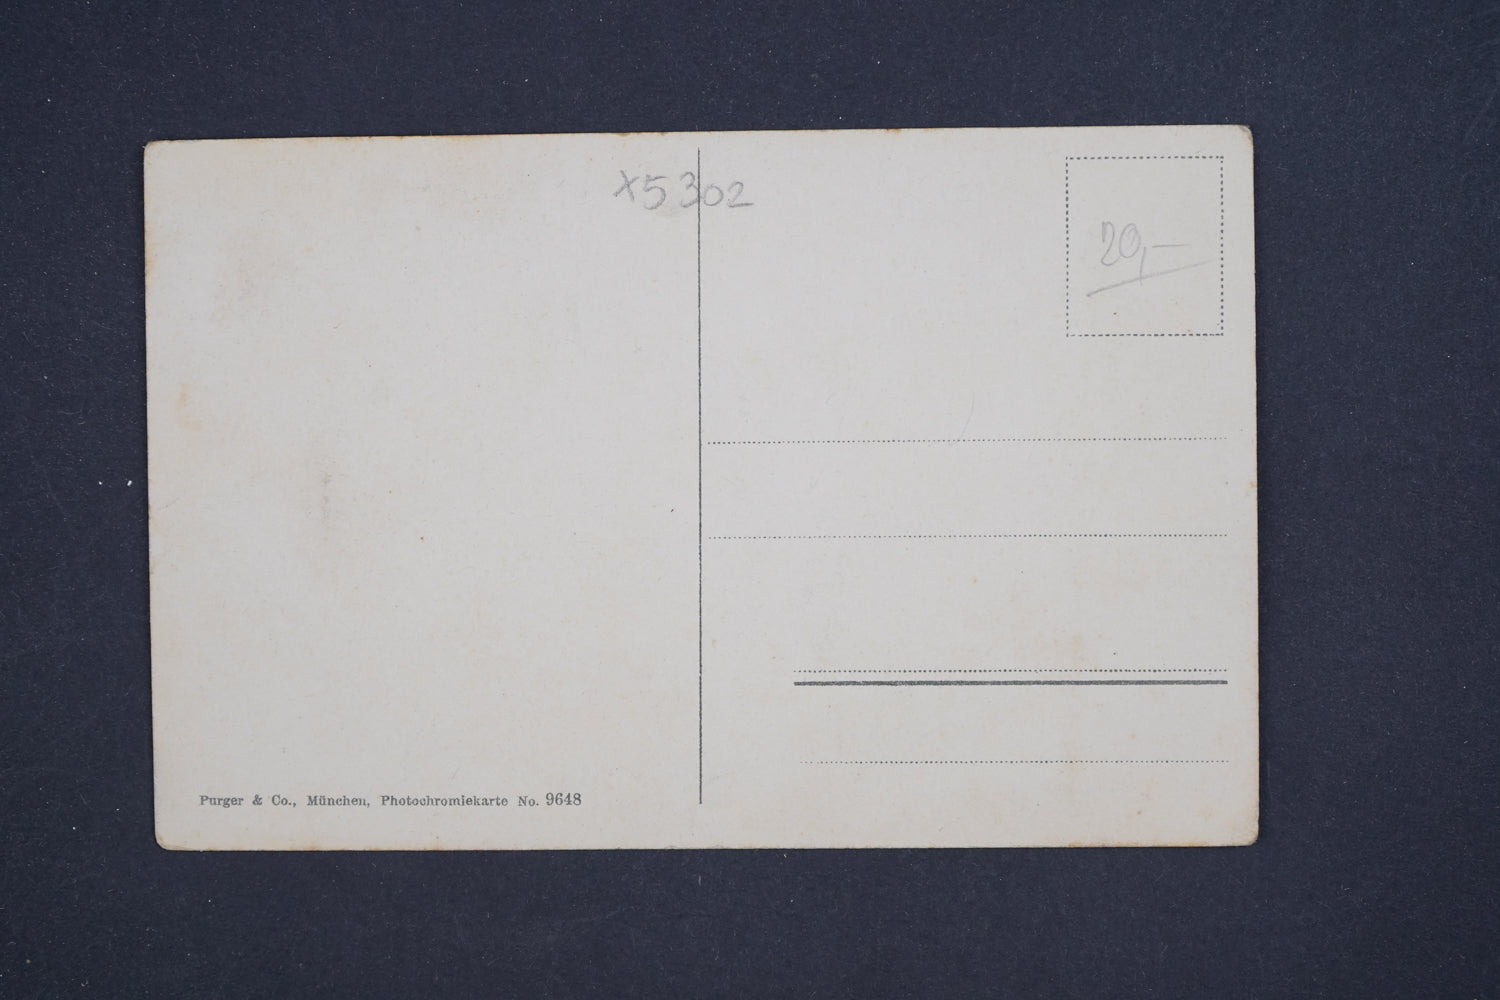 x5302
20,–
Purger & Co., München, Photochromiekarte No. 9648